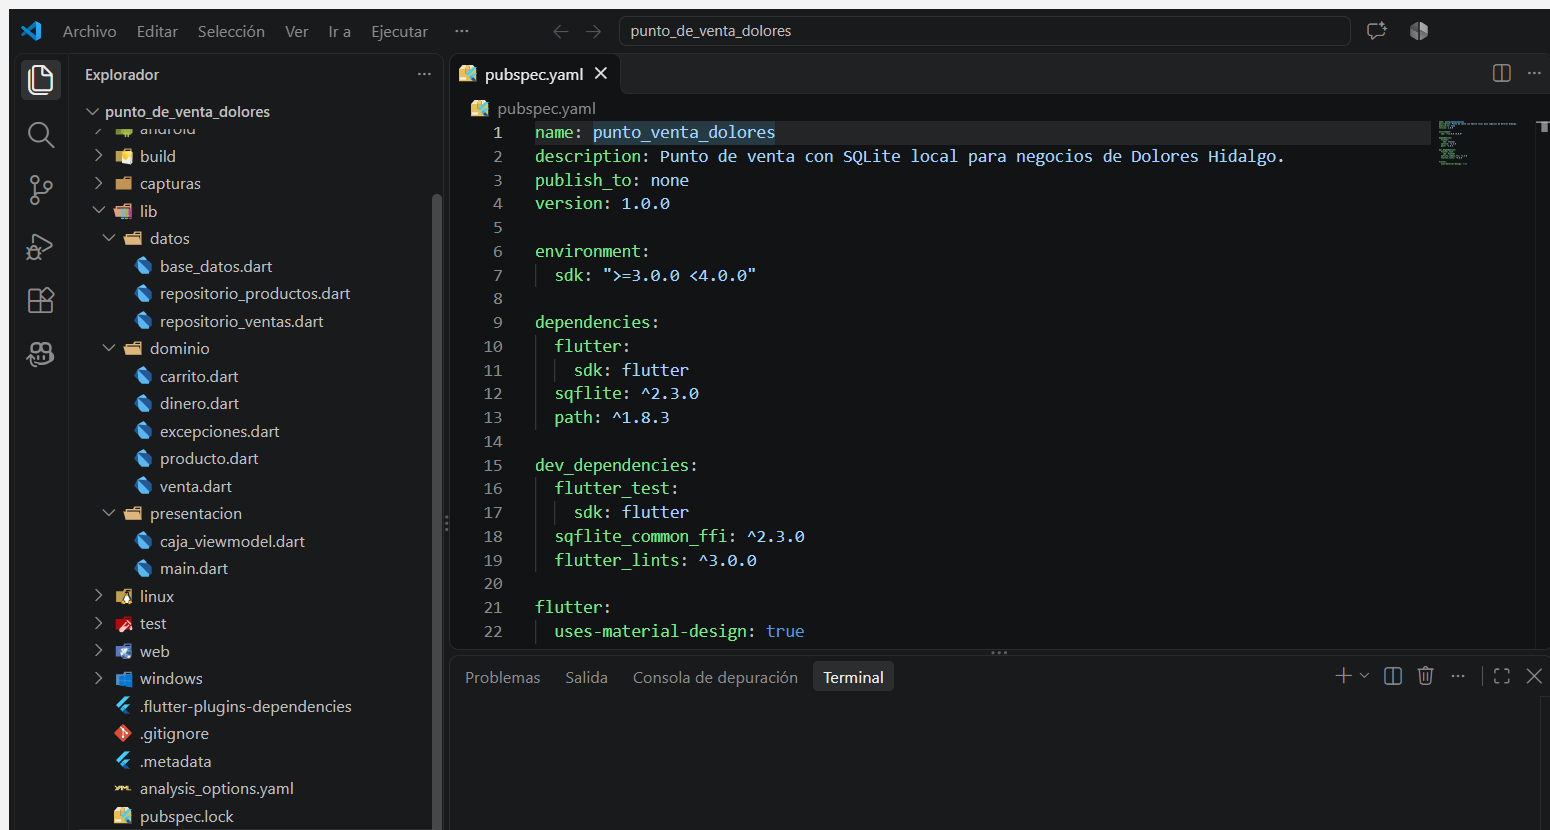 Archivo Editar Selección Ver Ir a Ejecutar ··· punto_de_venta_dolores
Explorador ···
punto_de_venta_dolores
android
build
capturas
lib
datos
base_datos.dart
repositorio_productos.dart
repositorio_ventas.dart
dominio
carrito.dart
dinero.dart
excepciones.dart
producto.dart
venta.dart
presentacion
caja_viewmodel.dart
main.dart
linux
test
web
windows
.flutter-plugins-dependencies
.gitignore
.metadata
analysis_options.yaml
pubspec.lock
pubspec.yaml
pubspec.yaml
1 name: punto_venta_dolores
2 description: Punto de venta con SQLite local para negocios de Dolores Hidalgo.
3 publish_to: none
4 version: 1.0.0
5
6 environment:
7 sdk: ">=3.0.0 <4.0.0"
8
9 dependencies:
10 flutter:
11 sdk: flutter
12 sqflite: ^2.3.0
13 path: ^1.8.3
14
15 dev_dependencies:
16 flutter_test:
17 sdk: flutter
18 sqflite_common_ffi: ^2.3.0
19 flutter_lints: ^3.0.0
20
21 flutter:
22 uses-material-design: true
Problemas Salida Consola de depuración Terminal